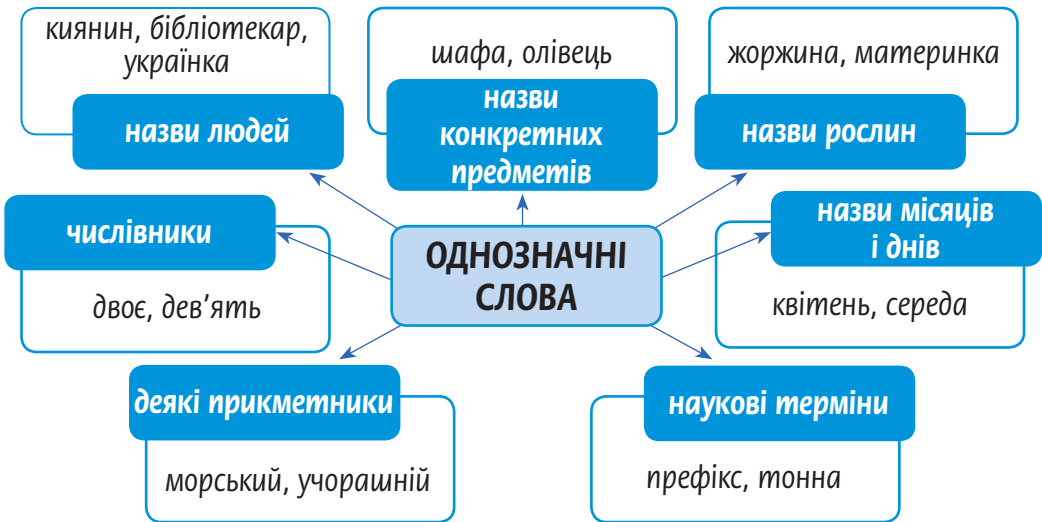 киянин, бібліотекар,
українка
назви людей
шафа, олівець
назви
конкретних
предметів
жоржина, материнка
назви рослин
числівники
двоє, дев’ять
ОДНОЗНАЧНІ
СЛОВА
назви місяців
і днів
квітень, середа
деякі прикметники
морський, учорашній
наукові терміни
префікс, тонна